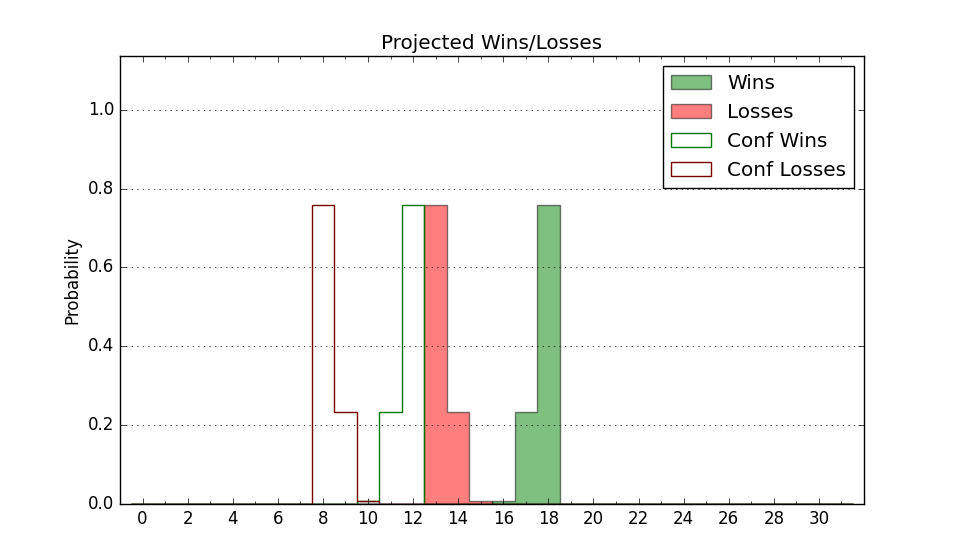 Projected Wins/Losses
Wins
Losses
Conf Wins
Conf Losses
Probability
1.0
0.8
0.6
0.4
0.2
0.0
0 2 4 6 8 10 12 14 16 18 20 22 24 26 28 30